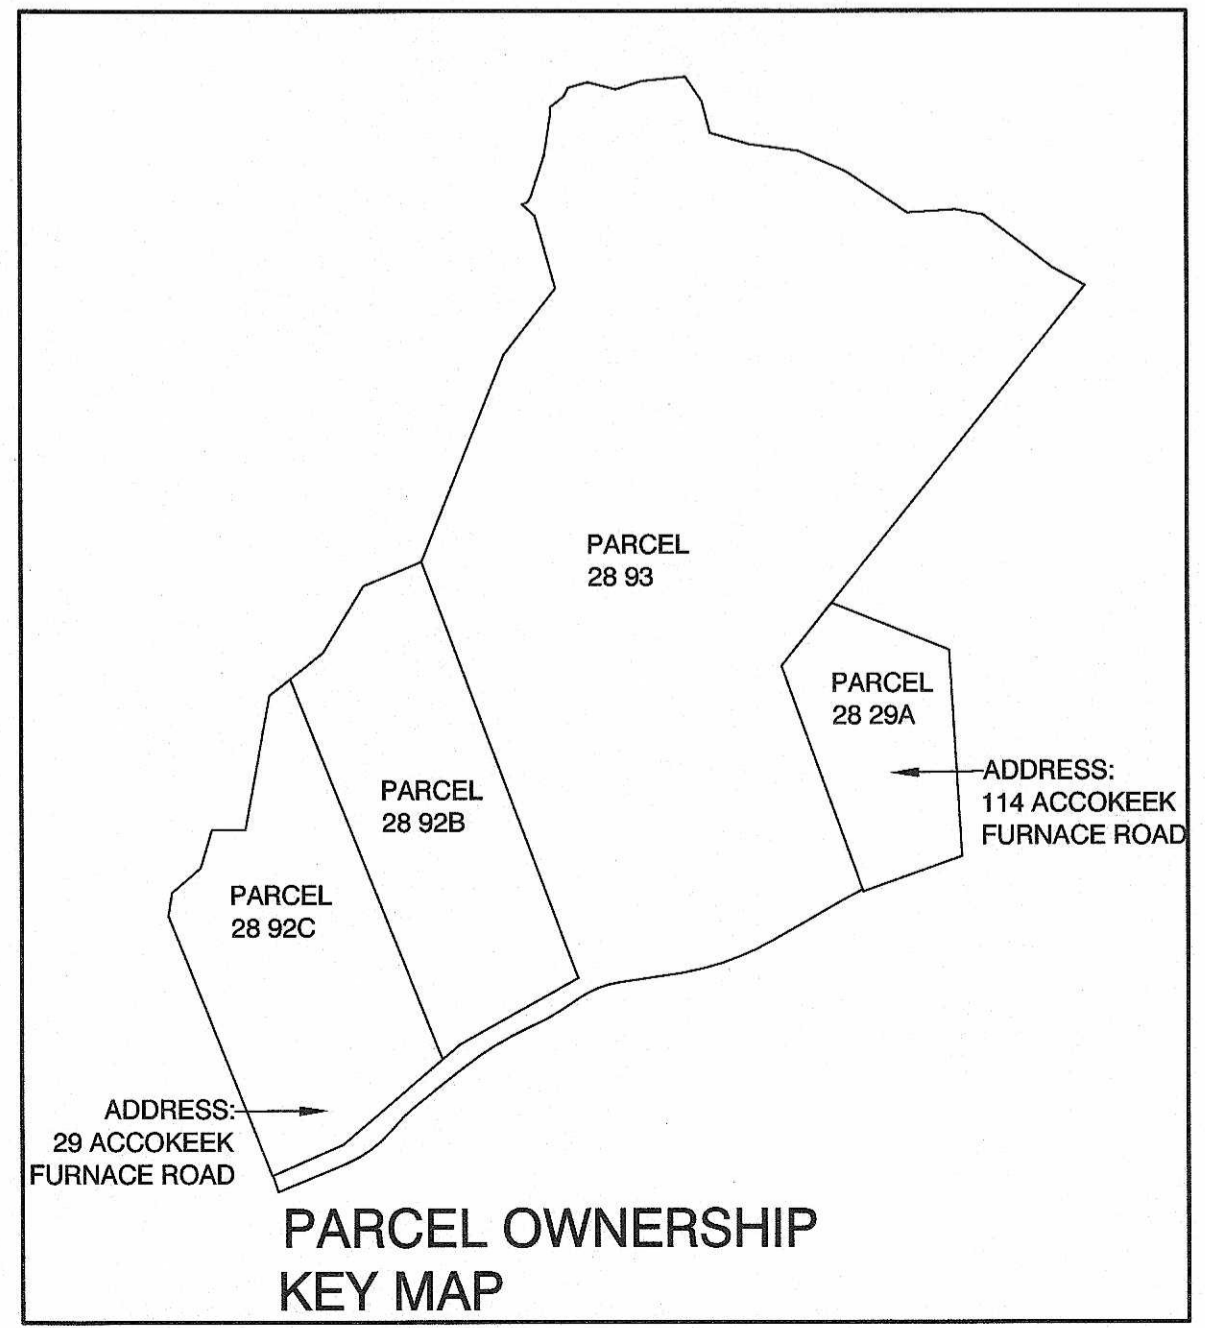 PARCEL
28 93
PARCEL
28 29A
ADDRESS:
114 ACCOKEEK
FURNACE ROAD
PARCEL
28 92B
PARCEL
28 92C
ADDRESS:
29 ACCOKEEK
FURNACE ROAD
PARCEL OWNERSHIP
KEY MAP